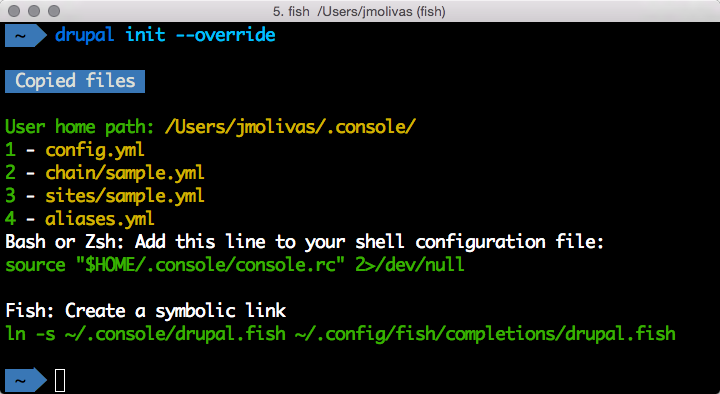 5. fish /Users/jmolivas (fish)
~ drupal init --override
Copied files
User home path: /Users/jmolivas/.console/
1 - config.yml
2 - chain/sample.yml
3 - sites/sample.yml
4 - aliases.yml
Bash or Zsh: Add this line to your shell configuration file:
source "$HOME/.console/console.rc" 2>/dev/null
Fish: Create a symbolic link
ln -s ~/.console/drupal.fish ~/.config/fish/completions/drupal.fish
~